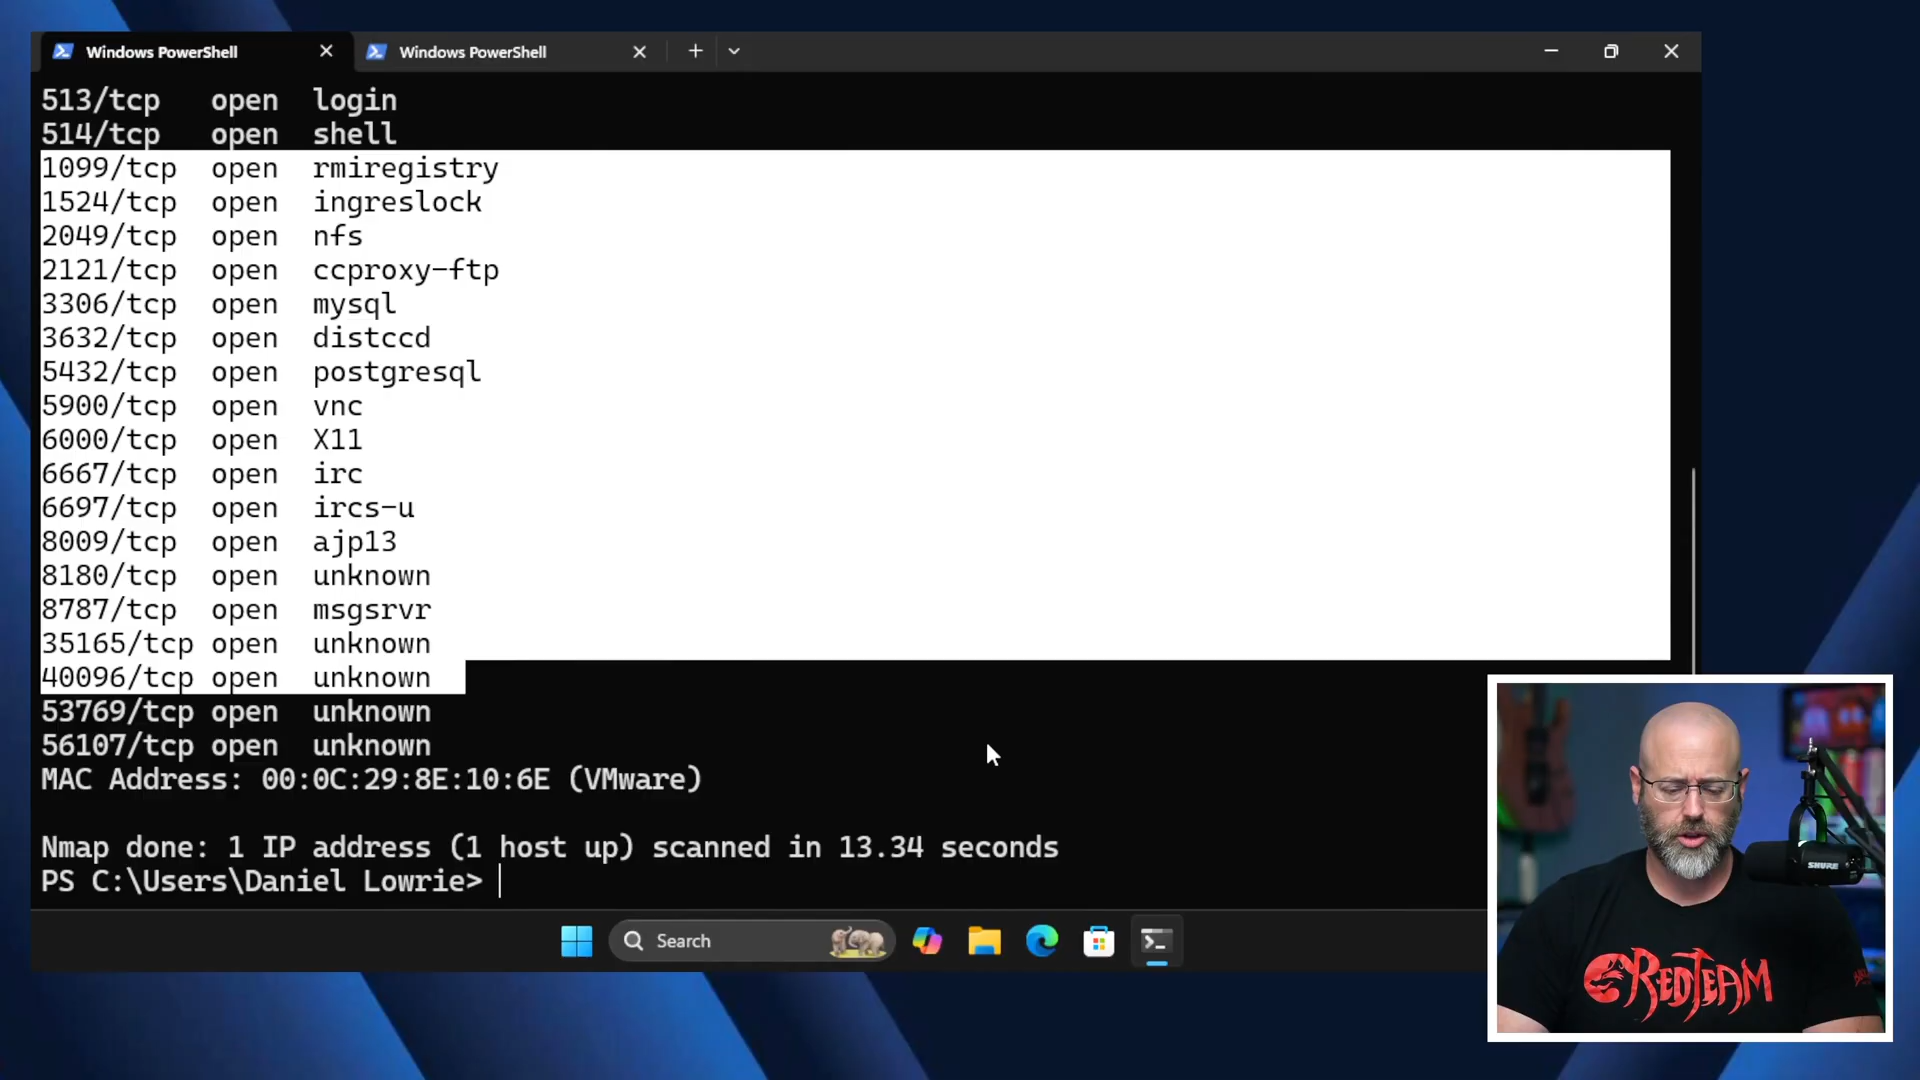 Windows PowerShell
Windows PowerShell
513/tcp open login
514/tcp open shell
1099/tcp open rmiregistry
1524/tcp open ingreslock
2049/tcp open nfs
2121/tcp open ccproxy-ftp
3306/tcp open mysql
3632/tcp open distccd
5432/tcp open postgresql
5900/tcp open vnc
6000/tcp open X11
6667/tcp open irc
6697/tcp open ircs-u
8009/tcp open ajp13
8180/tcp open unknown
8787/tcp open msgsrvr
35165/tcp open unknown
40096/tcp open unknown
53769/tcp open unknown
56107/tcp open unknown
MAC Address: 00:0C:29:8E:10:6E (VMware)
Nmap done: 1 IP address (1 host up) scanned in 13.34 seconds
PS C:\Users\Daniel Lowrie>
Search
SHURE
REDTEAM